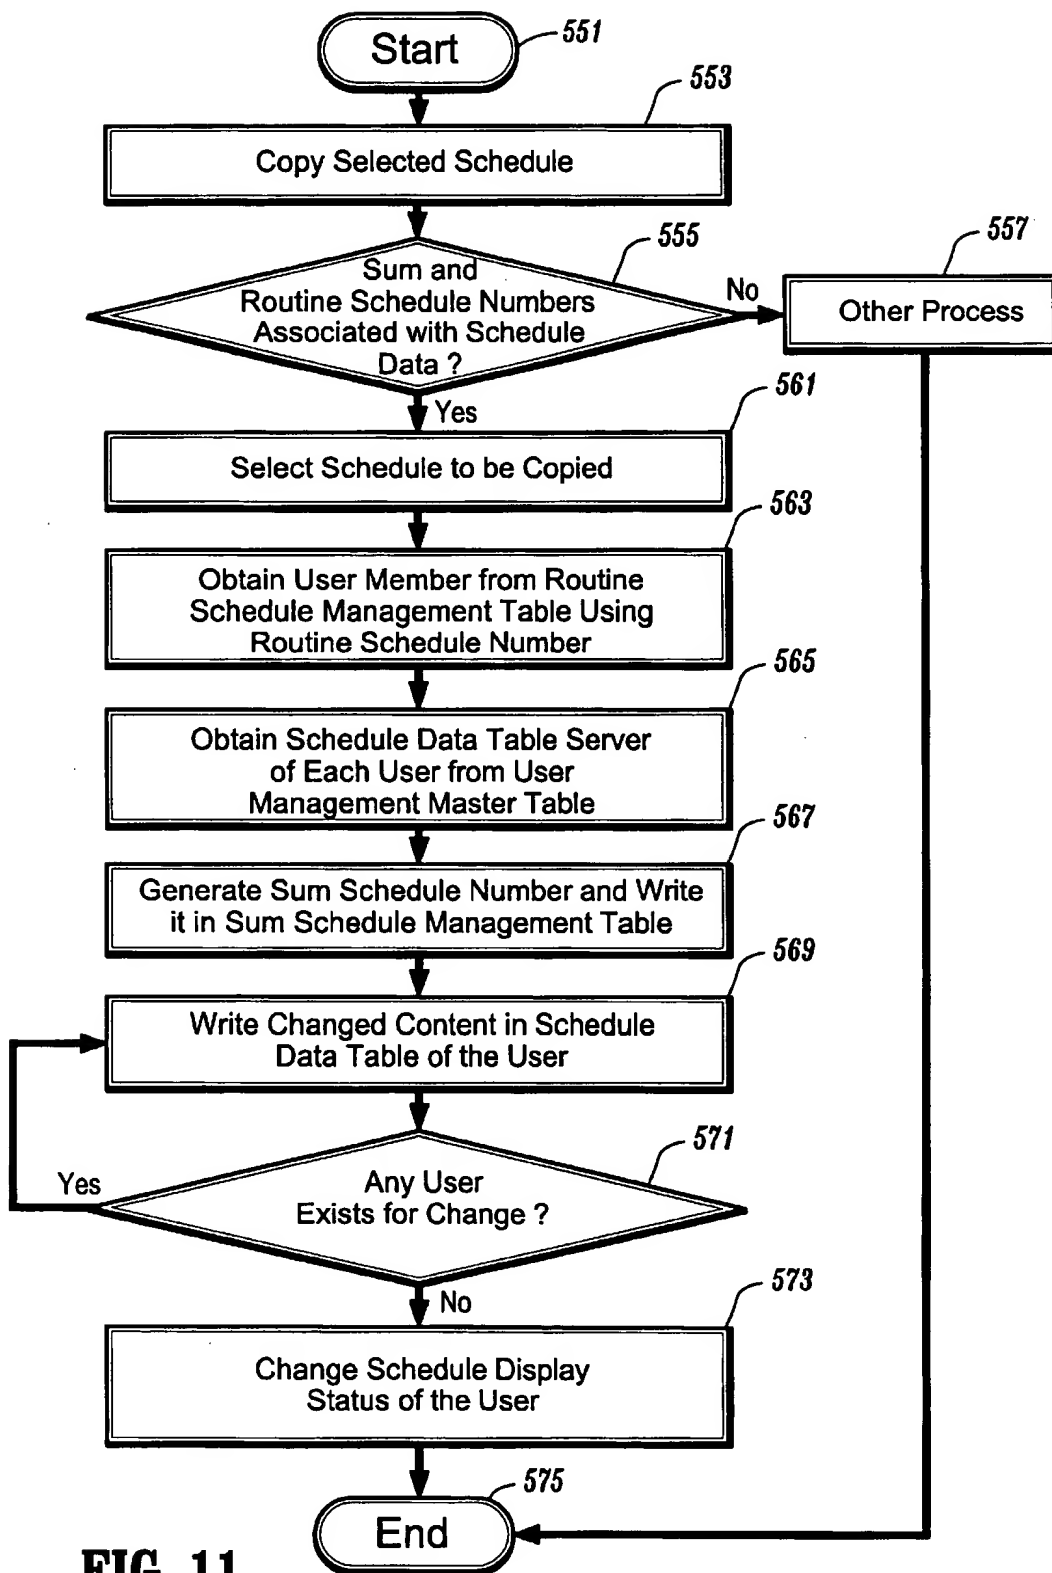 Start
551
553
Copy Selected Schedule
555
557
Sum and
Routine Schedule Numbers
Associated with Schedule
Data ?
No
Other Process
Yes
561
Select Schedule to be Copied
563
Obtain User Member from Routine
Schedule Management Table Using
Routine Schedule Number
565
Obtain Schedule Data Table Server
of Each User from User
Management Master Table
567
Generate Sum Schedule Number and Write
it in Sum Schedule Management Table
569
Write Changed Content in Schedule
Data Table of the User
571
Yes
Any User
Exists for Change ?
No
573
Change Schedule Display
Status of the User
575
End
FIG. 11